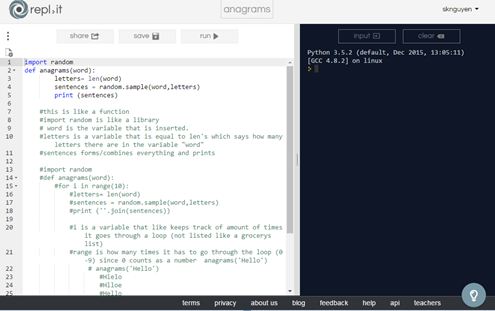 repl.it
anagrams
sknguyen
share
save
run
input
clear
1 import random
2 def anagrams(word):
3 letters= len(word)
4 sentences = random.sample(word,letters)
5 print (sentences)
6
7 #this is like a function
8 #import random is like a library
9 # word is the variable that is inserted.
10 #letters is a variable that is equal to len's which says how many
letters there are in the variable "word"
11 #sentences forms/combines everything and prints
12
13 #import random
14 #def anagrams(word):
15 #for i in range(10):
16 #letters= len(word)
17 #sentences = random.sample(word,letters)
18 #print (''.join(sentences))
19
20 #i is a variable that like keeps track of amount of times
it goes through a loop (not listed like a grocerys
list)
21 #range is how many times it has to go through the loop (0
-9) since 0 counts as a number anagrams('Hello')
22 # anagrams('Hello')
23 #Hlelo
24 #Hlloe
25 #Hello
Python 3.5.2 (default, Dec 2015, 13:05:11)
[GCC 4.8.2] on linux
>
terms privacy about us blog feedback help api teachers